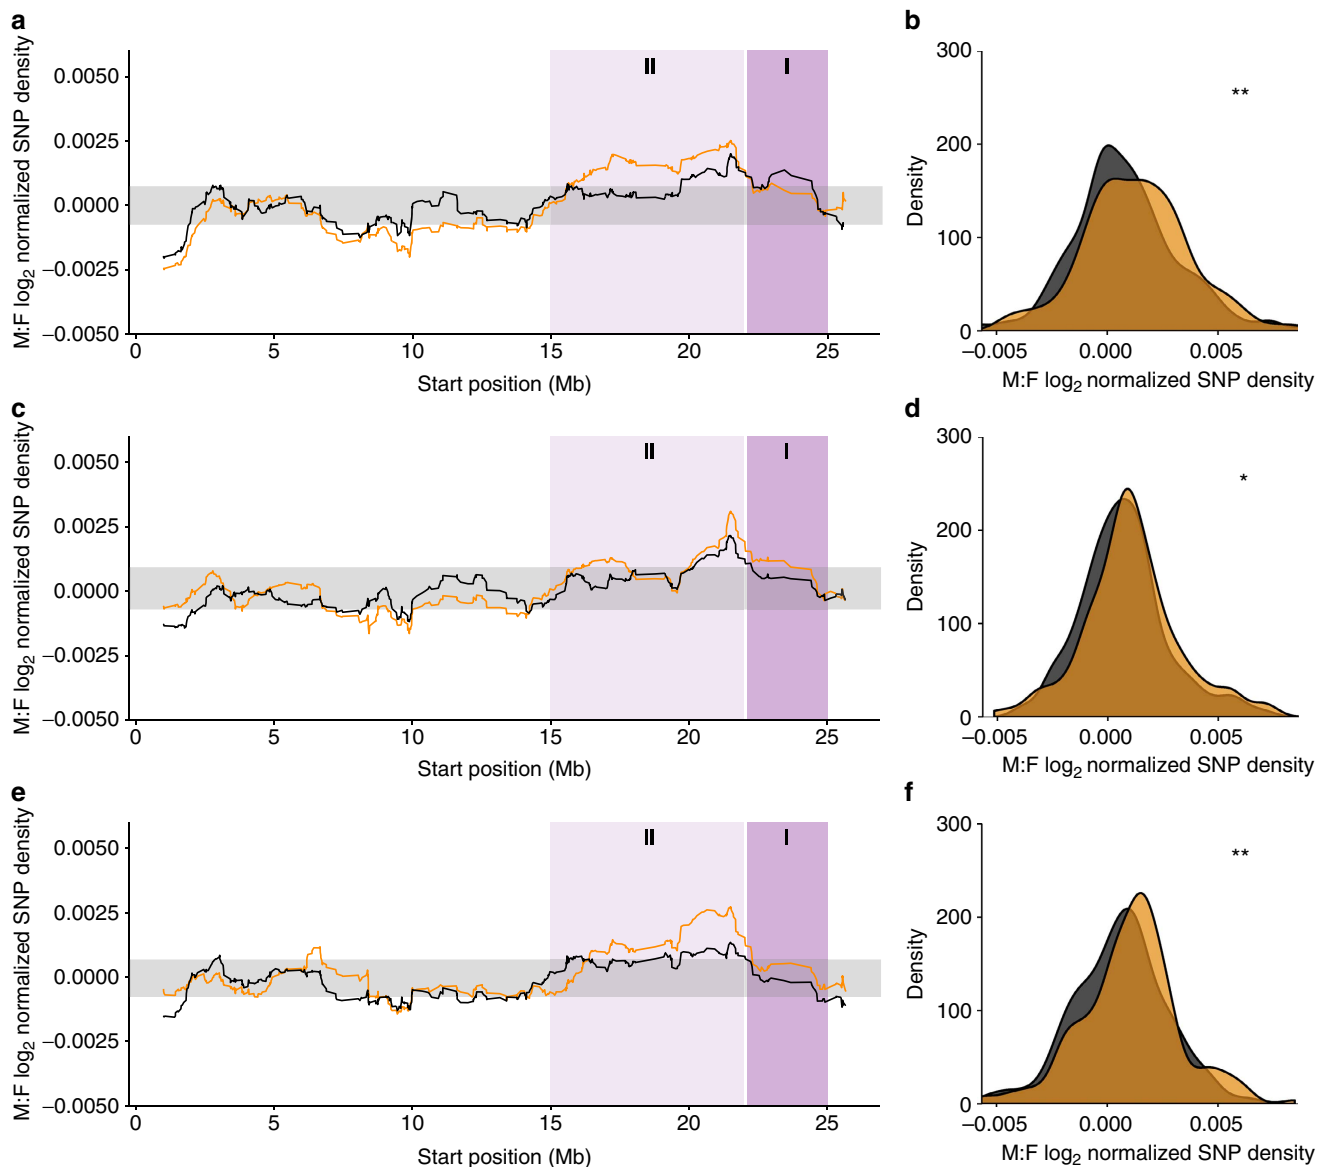 a
M:F log2 normalized SNP density
0.0050
0.0025
0.0000
−0.0025
−0.0050
II
I
0 5 10 15 20 25
Start position (Mb)
b
Density
300
200
100
0
**
−0.005 0.000 0.005
M:F log2 normalized SNP density
c
M:F log2 normalized SNP density
0.0050
0.0025
0.0000
−0.0025
−0.0050
II
I
0 5 10 15 20 25
Start position (Mb)
d
Density
300
200
100
0
*
−0.005 0.000 0.005
M:F log2 normalized SNP density
e
M:F log2 normalized SNP density
0.0050
0.0025
0.0000
−0.0025
−0.0050
II
I
0 5 10 15 20 25
Start position (Mb)
f
Density
300
200
100
0
**
−0.005 0.000 0.005
M:F log2 normalized SNP density